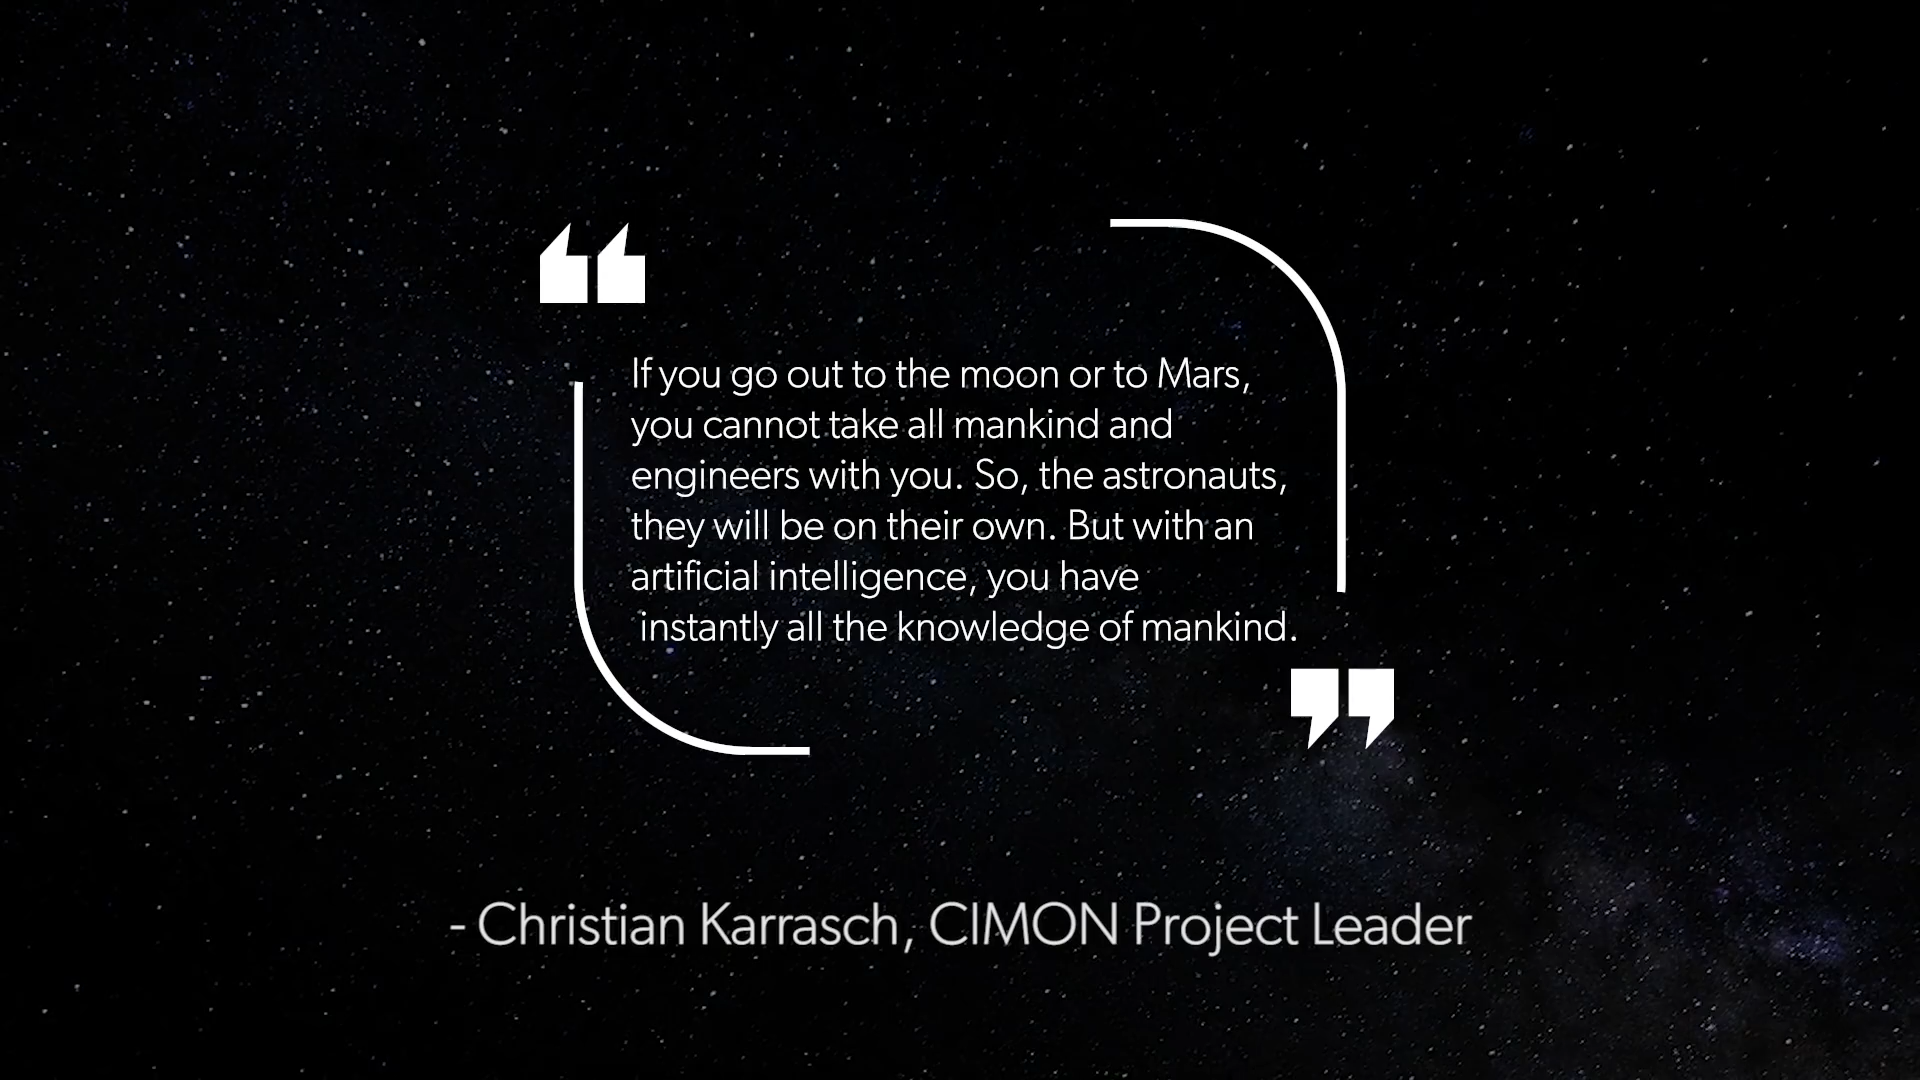 If you go out to the moon or to Mars,
you cannot take all mankind and
engineers with you. So, the astronauts,
they will be on their own. But with an
artificial intelligence, you have
instantly all the knowledge of mankind.
- Christian Karrasch, CIMON Project Leader